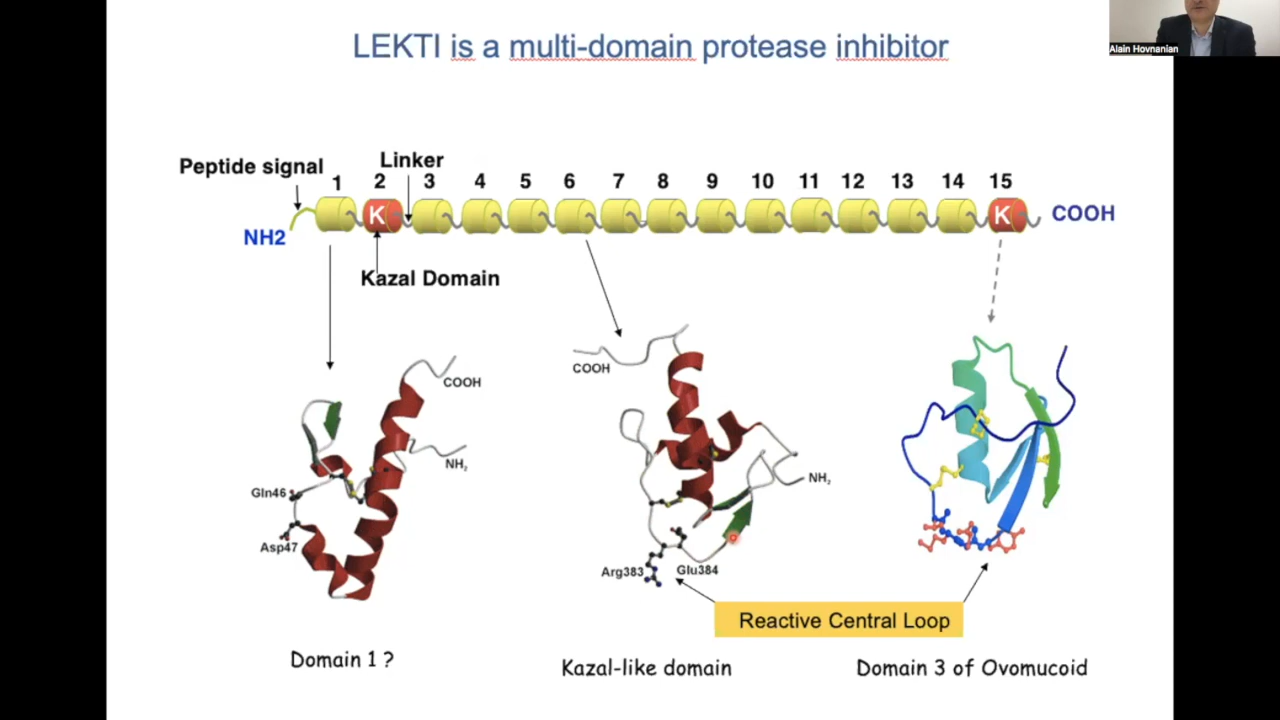 LEKTI is a multi-domain protease inhibitor
Alain Hovnanian
Peptide signal
Linker
1 2 3 4 5 6 7 8 9 10 11 12 13 14 15
K K
NH2
COOH
Kazal Domain
COOH
NH2
Gln46
Asp47
COOH
NH2
Arg383
Glu384
Reactive Central Loop
Domain 1 ?
Kazal-like domain
Domain 3 of Ovomucoid